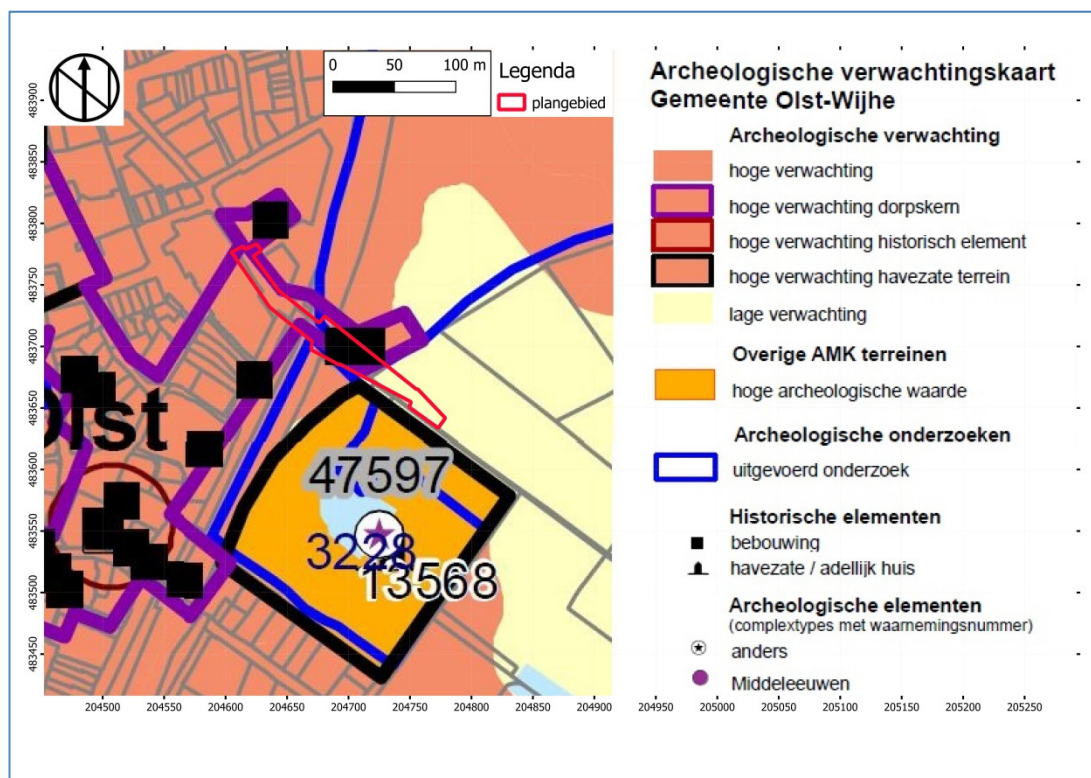 0 50 100 m
Legenda
plangebied
483900
483850
483800
483750
483700
483650
483600
483550
483500
483450
Olst
47597
3228
13568
204500 204550 204600 204650 204700 204750 204800 204850 204900 204950 205000 205050 205100 205150 205200 205250
Archeologische verwachtingskaart
Gemeente Olst-Wijhe
Archeologische verwachting
hoge verwachting
hoge verwachting dorpskern
hoge verwachting historisch element
hoge verwachting havezate terrein
lage verwachting
Overige AMK terreinen
hoge archeologische waarde
Archeologische onderzoeken
uitgevoerd onderzoek
Historische elementen
bebouwing
havezate / adellijk huis
Archeologische elementen
(complextypes met waarnemingsnummer)
anders
Middeleeuwen